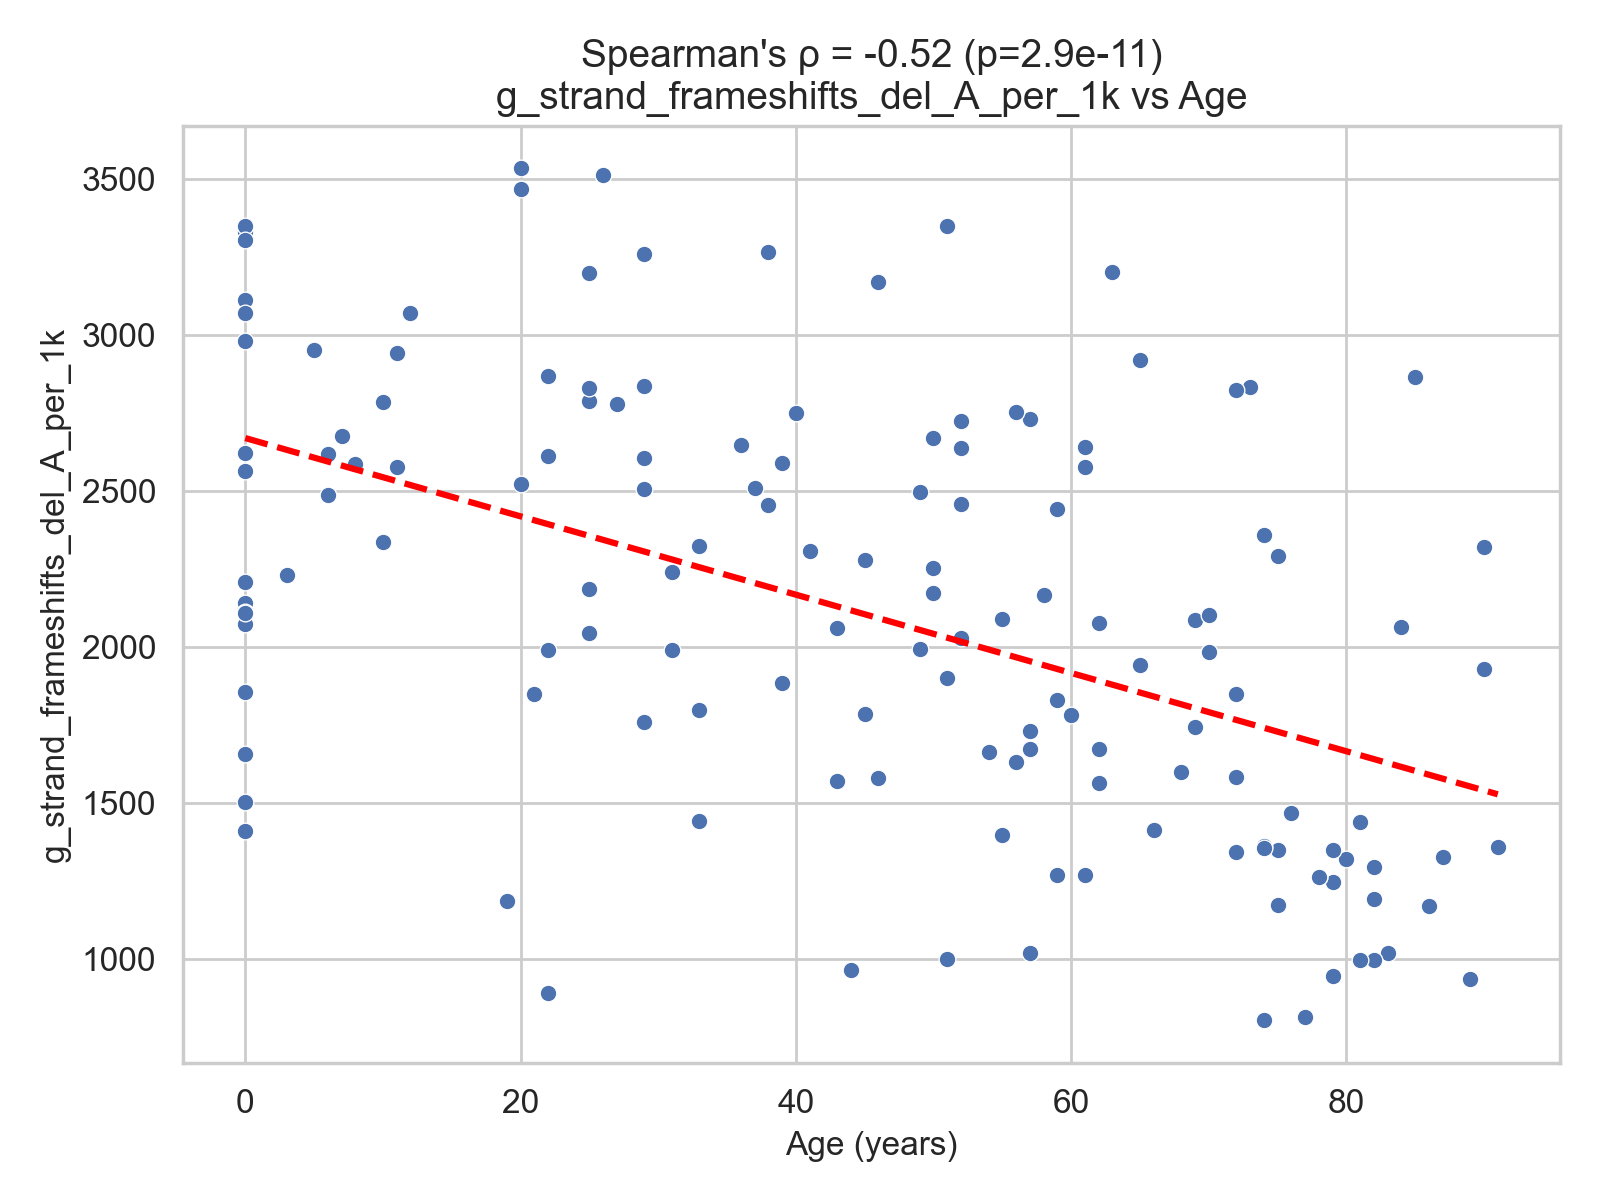 Spearman's ρ = -0.52 (p=2.9e-11)
g_strand_frameshifts_del_A_per_1k vs Age
g_strand_frameshifts_del_A_per_1k
3500
3000
2500
2000
1500
1000
0
20
40
60
80
Age (years)